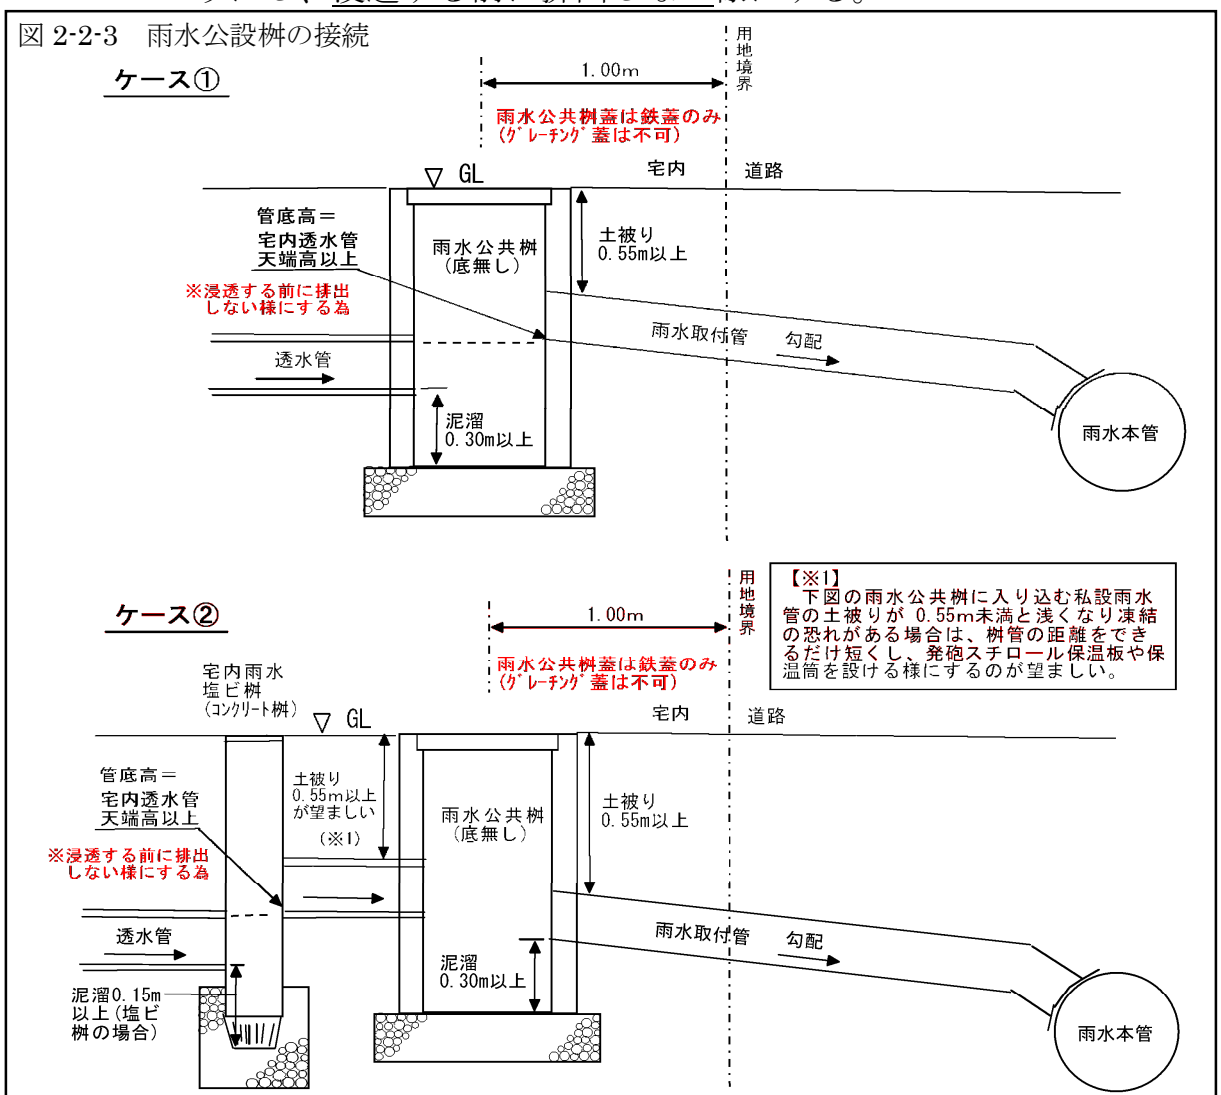 図 2-2-3　雨水公設桝の接続
ケース①
1.00m
用地境界
雨水公共桝蓋は鉄蓋のみ
(グレーチング蓋は不可)
GL
宅内
道路
管底高＝
宅内透水管
天端高以上
※浸透する前に排出
しない様にする為
雨水公共桝
(底無し)
土被り
0.55m以上
雨水取付管
勾配
透水管
泥溜
0.30m以上
雨水本管
ケース②
1.00m
用地境界
【※1】
下図の雨水公共桝に入り込む私設雨水
管の土被りが 0.55m未満と浅くなり凍結
の恐れがある場合は、桝管の距離をでき
るだけ短くし、発砲スチロール保温板や保
温筒を設ける様にするのが望ましい。
雨水公共桝蓋は鉄蓋のみ
(グレーチング蓋は不可)
宅内雨水
塩ビ桝
(コンクリート桝)
GL
宅内
道路
管底高＝
宅内透水管
天端高以上
※浸透する前に排出
しない様にする為
土被り
0.55m以上
が望ましい
(※1)
雨水公共桝
(底無し)
土被り
0.55m以上
雨水取付管
勾配
透水管
泥溜
0.30m以上
泥溜0.15m
以上(塩ビ
桝の場合)
雨水本管